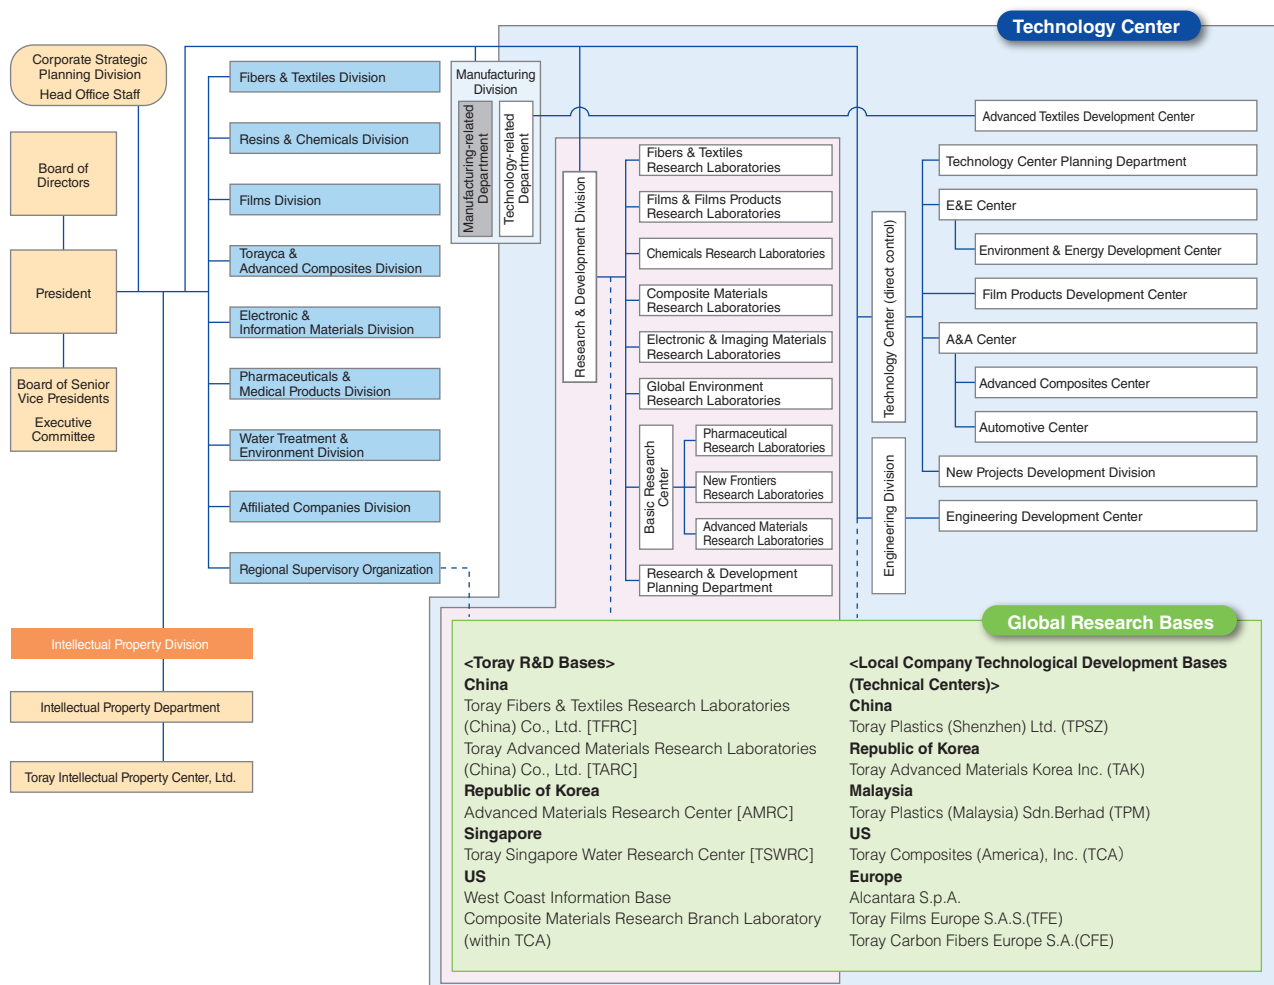 Technology Center
Corporate Strategic
Planning Division
Head Office Staff
Board of
Directors
President
Board of Senior
Vice Presidents
Executive
Committee
Fibers & Textiles Division
Resins & Chemicals Division
Films Division
Torayca &
Advanced Composites Division
Electronic &
Information Materials Division
Pharmaceuticals &
Medical Products Division
Water Treatment &
Environment Division
Affiliated Companies Division
Regional Supervisory Organization
Intellectual Property Division
Intellectual Property Department
Toray Intellectual Property Center, Ltd.
Manufacturing
Division
Manufacturing-related
Department
Technology-related
Department
Research & Development Division
Fibers & Textiles
Research Laboratories
Films & Films Products
Research Laboratories
Chemicals Research Laboratories
Composite Materials
Research Laboratories
Electronic & Imaging Materials
Research Laboratories
Global Environment
Research Laboratories
Basic Research
Center
Pharmaceutical
Research Laboratories
New Frontiers
Research Laboratories
Advanced Materials
Research Laboratories
Research & Development
Planning Department
Technology Center (direct control)
Engineering Division
Advanced Textiles Development Center
Technology Center Planning Department
E&E Center
Environment & Energy Development Center
Film Products Development Center
A&A Center
Advanced Composites Center
Automotive Center
New Projects Development Division
Engineering Development Center
Global Research Bases
<Toray R&D Bases>
China
Toray Fibers & Textiles Research Laboratories
(China) Co., Ltd. [TFRC]
Toray Advanced Materials Research Laboratories
(China) Co., Ltd. [TARC]
Republic of Korea
Advanced Materials Research Center [AMRC]
Singapore
Toray Singapore Water Research Center [TSWRC]
US
West Coast Information Base
Composite Materials Research Branch Laboratory
(within TCA)
<Local Company Technological Development Bases
(Technical Centers)>
China
Toray Plastics (Shenzhen) Ltd. (TPSZ)
Republic of Korea
Toray Advanced Materials Korea Inc. (TAK)
Malaysia
Toray Plastics (Malaysia) Sdn.Berhad (TPM)
US
Toray Composites (America), Inc. (TCA)
Europe
Alcantara S.p.A.
Toray Films Europe S.A.S.(TFE)
Toray Carbon Fibers Europe S.A.(CFE)